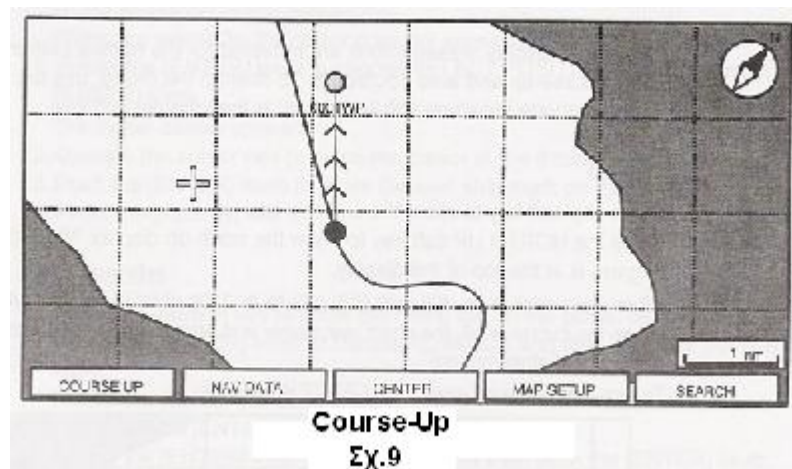 N
1 nm
COURSE UP NAV DATA CENTER MAP SETUP SEARCH
Course-Up
Σχ.9